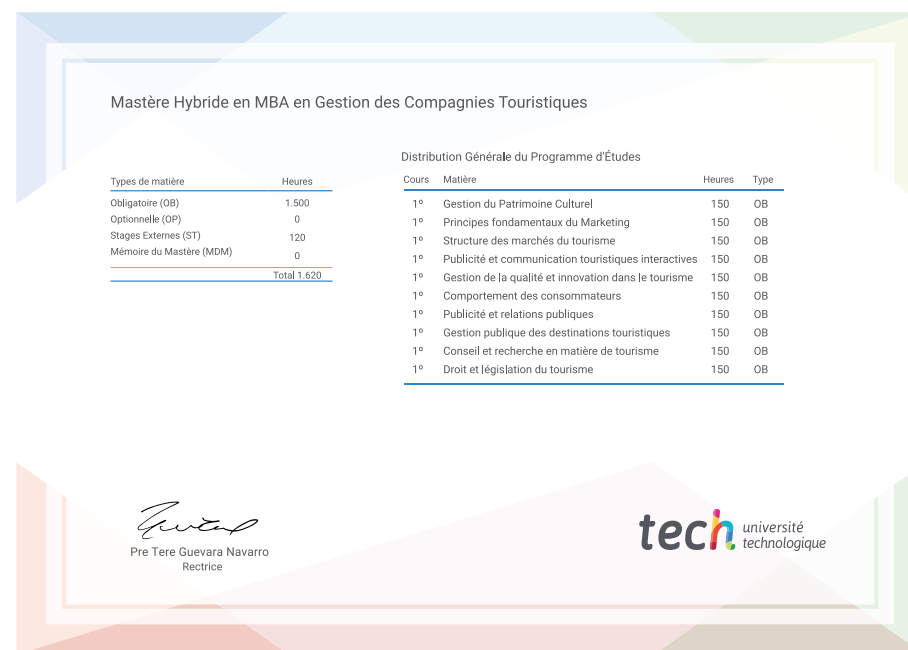 Mastère Hybride en MBA en Gestion des Compagnies Touristiques
Types de matière Heures
Obligatoire (OB) 1.500
Optionnelle (OP) 0
Stages Externes (ST) 120
Mémoire du Mastère (MDM) 0
Total 1.620
Distribution Générale du Programme d'Études
Cours Matière Heures Type
1º Gestion du Patrimoine Culturel 150 OB
1º Principes fondamentaux du Marketing 150 OB
1º Structure des marchés du tourisme 150 OB
1º Publicité et communication touristiques interactives 150 OB
1º Gestion de la qualité et innovation dans le tourisme 150 OB
1º Comportement des consommateurs 150 OB
1º Publicité et relations publiques 150 OB
1º Gestion publique des destinations touristiques 150 OB
1º Conseil et recherche en matière de tourisme 150 OB
1º Droit et législation du tourisme 150 OB
Pre Tere Guevara Navarro
Rectrice
tech université
technologique